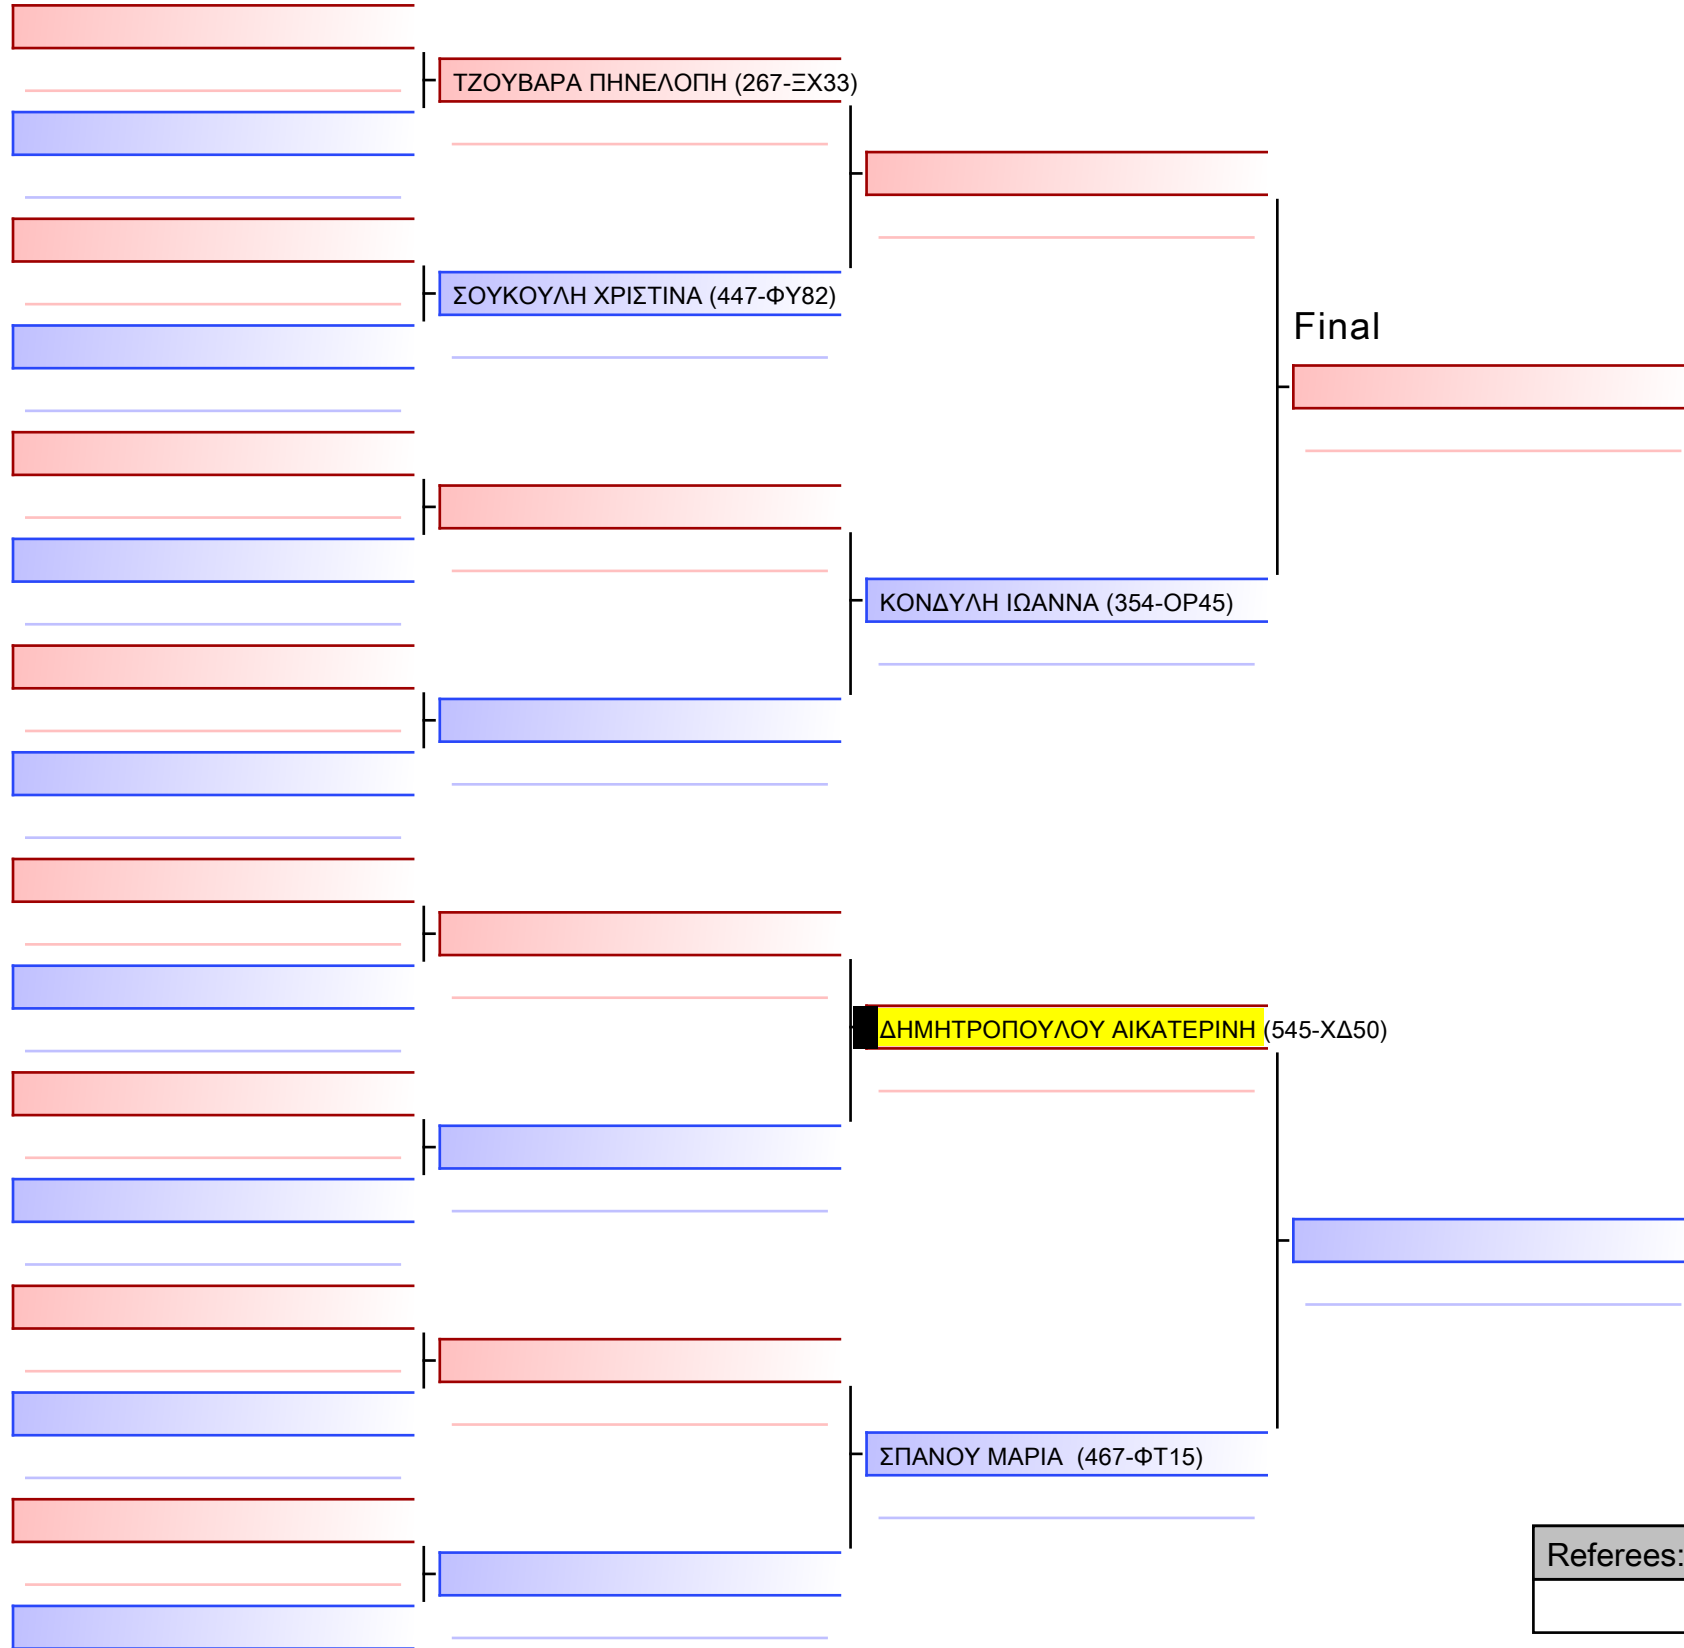 ΤΖΟΥΒΑΡΑ ΠΗΝΕΛΟΠΗ (267-ΞΧ33)
ΣΟΥΚΟΥΛΗ ΧΡΙΣΤΙΝΑ (447-ΦΥ82)
Final
ΚΟΝΔΥΛΗ ΙΩΑΝΝΑ (354-ΟΡ45)
ΔΗΜΗΤΡΟΠΟΥΛΟΥ ΑΙΚΑΤΕΡΙΝΗ (545-ΧΔ50)
ΣΠΑΝΟΥ ΜΑΡΙΑ  (467-ΦΤ15)
Referees: